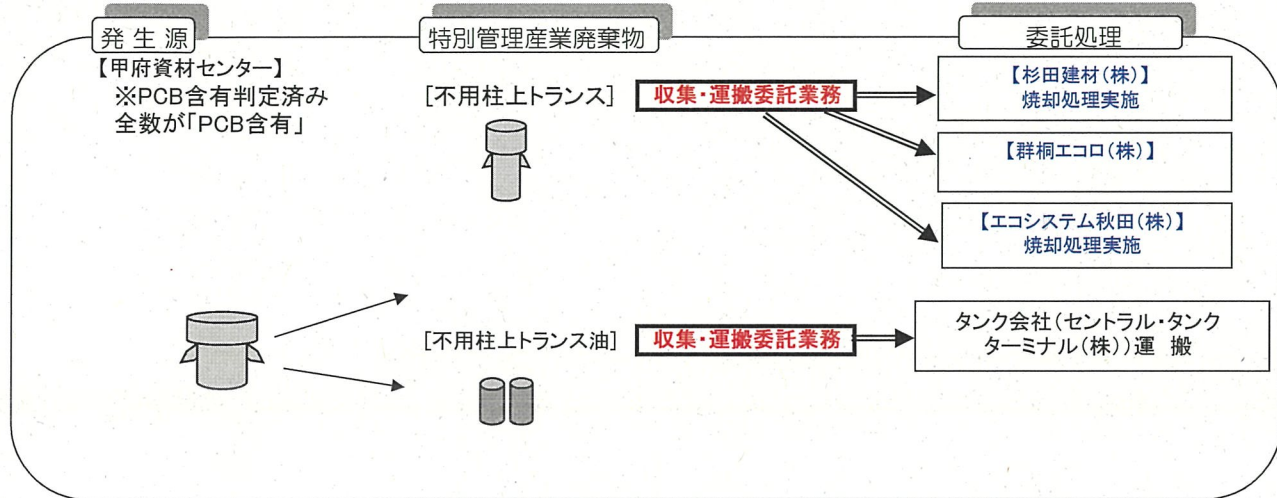 発 生 源
特別管理産業廃棄物
委託処理
【甲府資材センター】
※PCB含有判定済み
全数が「PCB含有」
[不用柱上トランス]
収集・運搬委託業務
【杉田建材(株)】
焼却処理実施
【群桐エコロ(株)】
【エコシステム秋田(株)】
焼却処理実施
[不用柱上トランス油]
収集・運搬委託業務
タンク会社(セントラル・タンク
ターミナル(株))運 搬